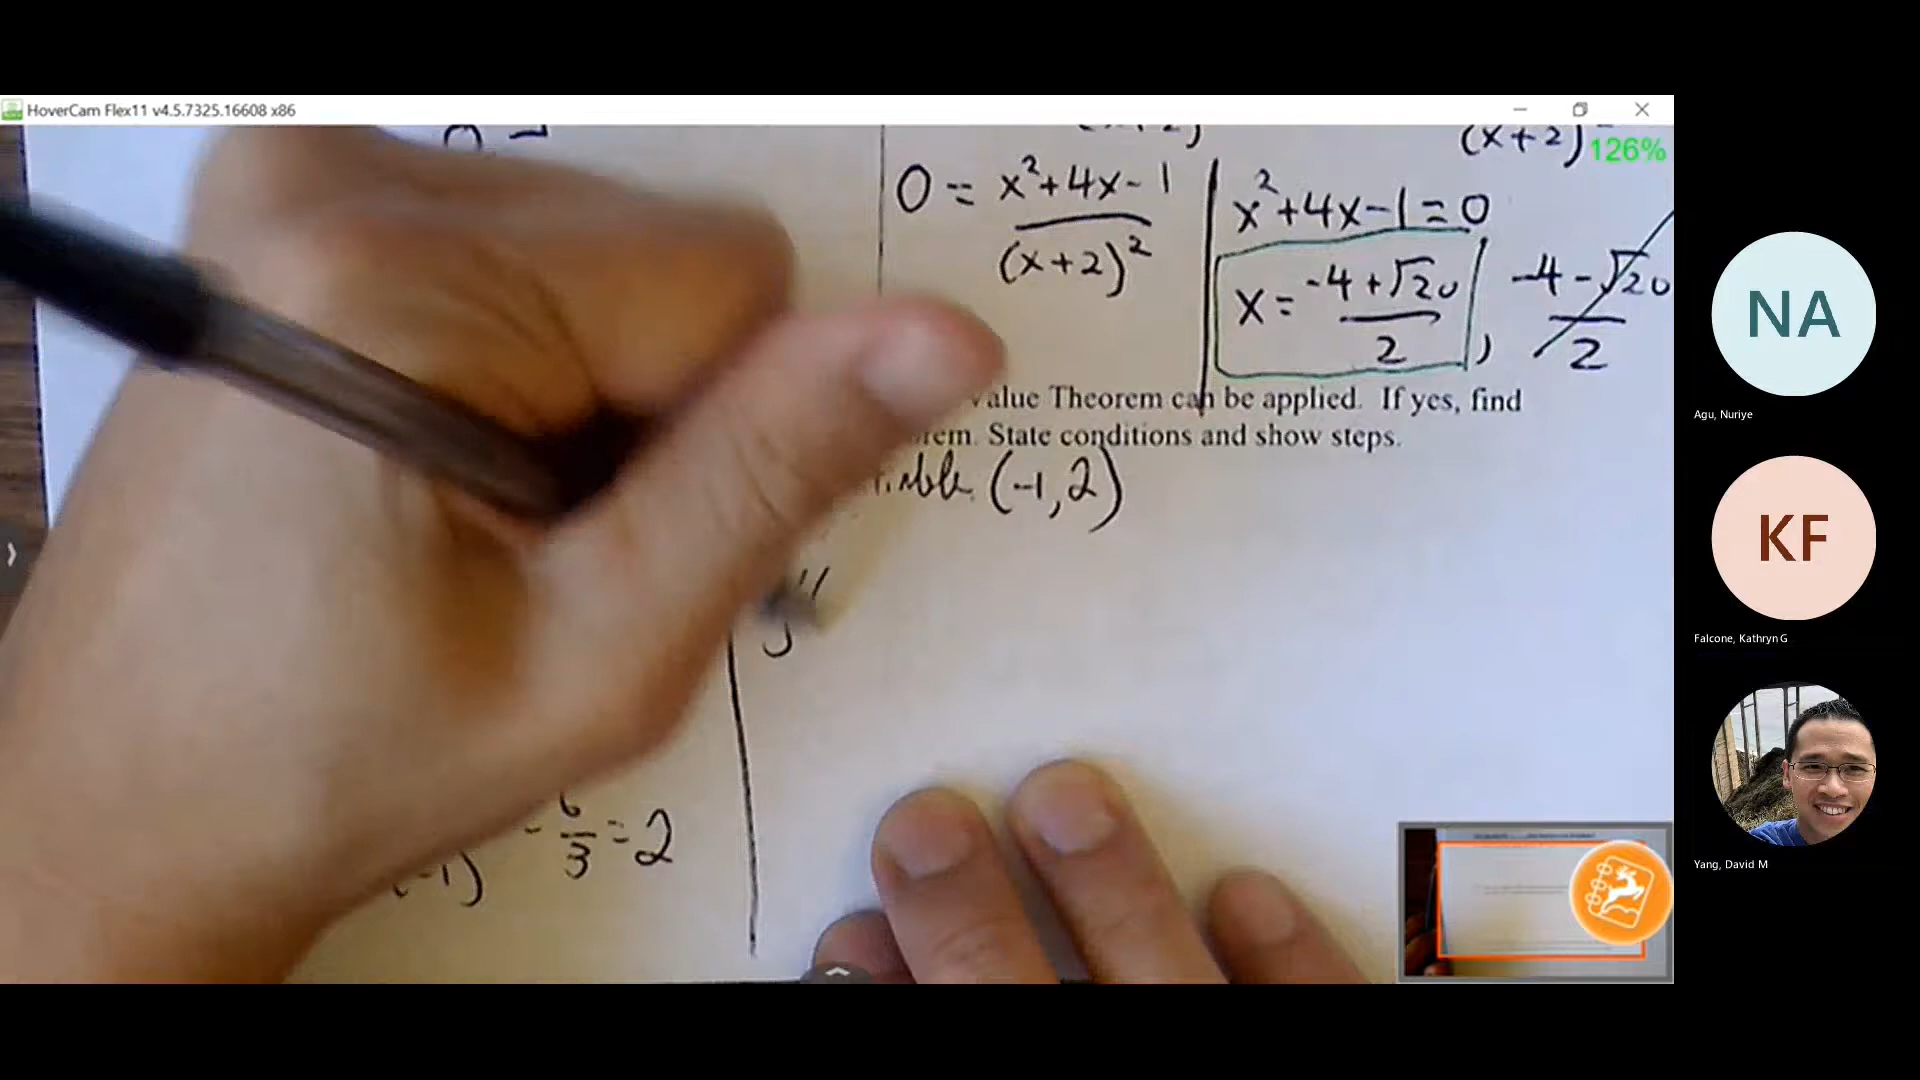 HoverCam Flex11 v4.5.7325.16608 x86
(x+2)
126%
0 = x²+4x-1
(x+2)²
x²+4x-1=0
x = -4+√20
2
,
-4-√20
2
Value Theorem can be applied. If yes, find
State conditions and show steps.
(-1,2)
-1)
= 6
3
=2
NA
Agu, Nuriye
KF
Falcone, Kathryn G
Yang, David M